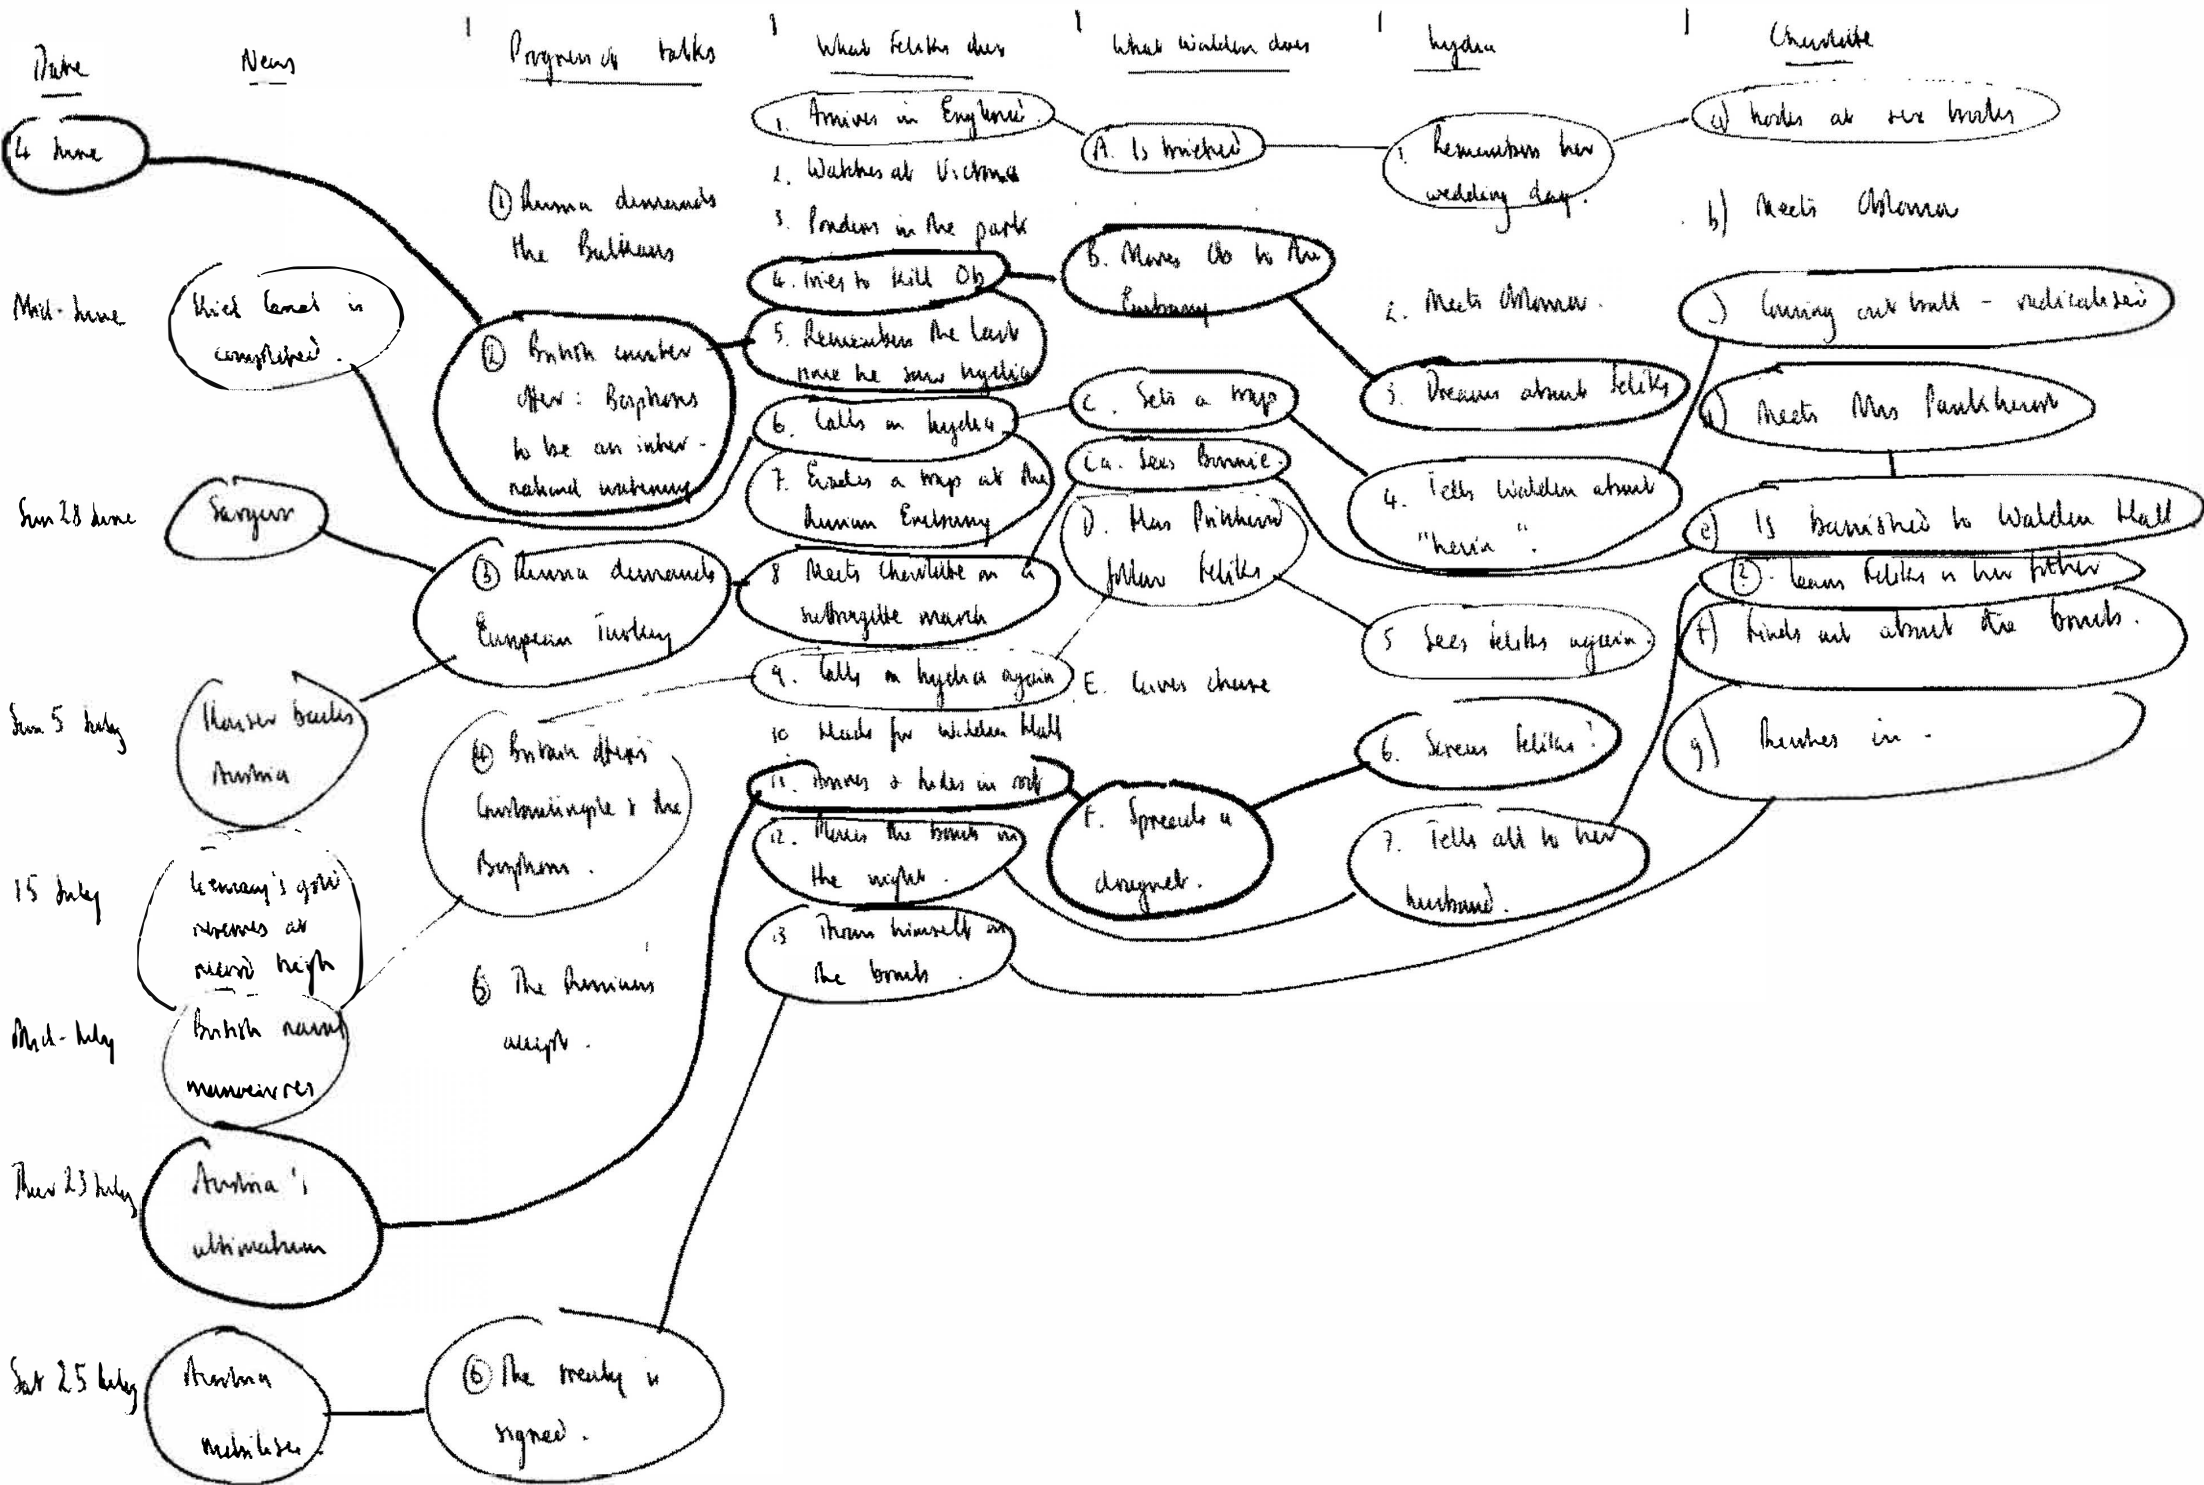 Date
News
Progress of talks
What Feliks does
What Walden does
Lydia
Charlotte
4 June
Mid-June
Sun 28 June
Sun 5 July
15 July
Mid-July
Thur 23 July
Sat 25 July
Kiel Canal is
completed.
Sarajevo
Kaiser backs
Austria
Germany's gold
reserves at
record high
British naval
manoeuvres
Austria's
ultimatum
Austria
mobilises.
① Russia demands
the Balkans
② British counter
offer: Bosphorus
to be an inter-
national waterway
③ Russia demands
European Turkey
④ Britain offers
Constantinople & the
Bosphorus.
⑤ The Russians
accept.
⑥ The treaty is
signed.
1. Arrives in England.
2. Watches at Victoria
3. Ponders in the park
4. Tries to kill Ob
5. Remembers the last
time he saw Lydia
6. Calls on Lydia
7. Evades a trap at the
Russian Embassy
8 Meets Charlotte on a
suffragette march
9. Calls on Lydia again
10 Heads for Walden Hall
11. Arrives & hides in
12. Makes the bomb in
the night.
13 Throws himself on
the bomb.
A. Is
B. Moves Ob to the
Embassy
C. Sets a trap
Ca. Sees Bonnie.
D. Has Pritchard
follow Feliks
E. Gives chase
F. Spreads a
dragnet.
1. Remembers her
wedding day.
2. Meets Oblomov.
3. Dreams about Feliks
4. Tells Walden about
"
5 Sees Feliks again.
6. Screws Feliks!
7. Tells all to her
husband.
a) Looks at sex books
b) Meets Oblomov
c) Coming out ball - radicalised
d) Meets Mrs Pankhurst
e) Is banished to Walden Hall
②. Learns Feliks is her father
f) Finds out about the bomb.
g) Rushes in.